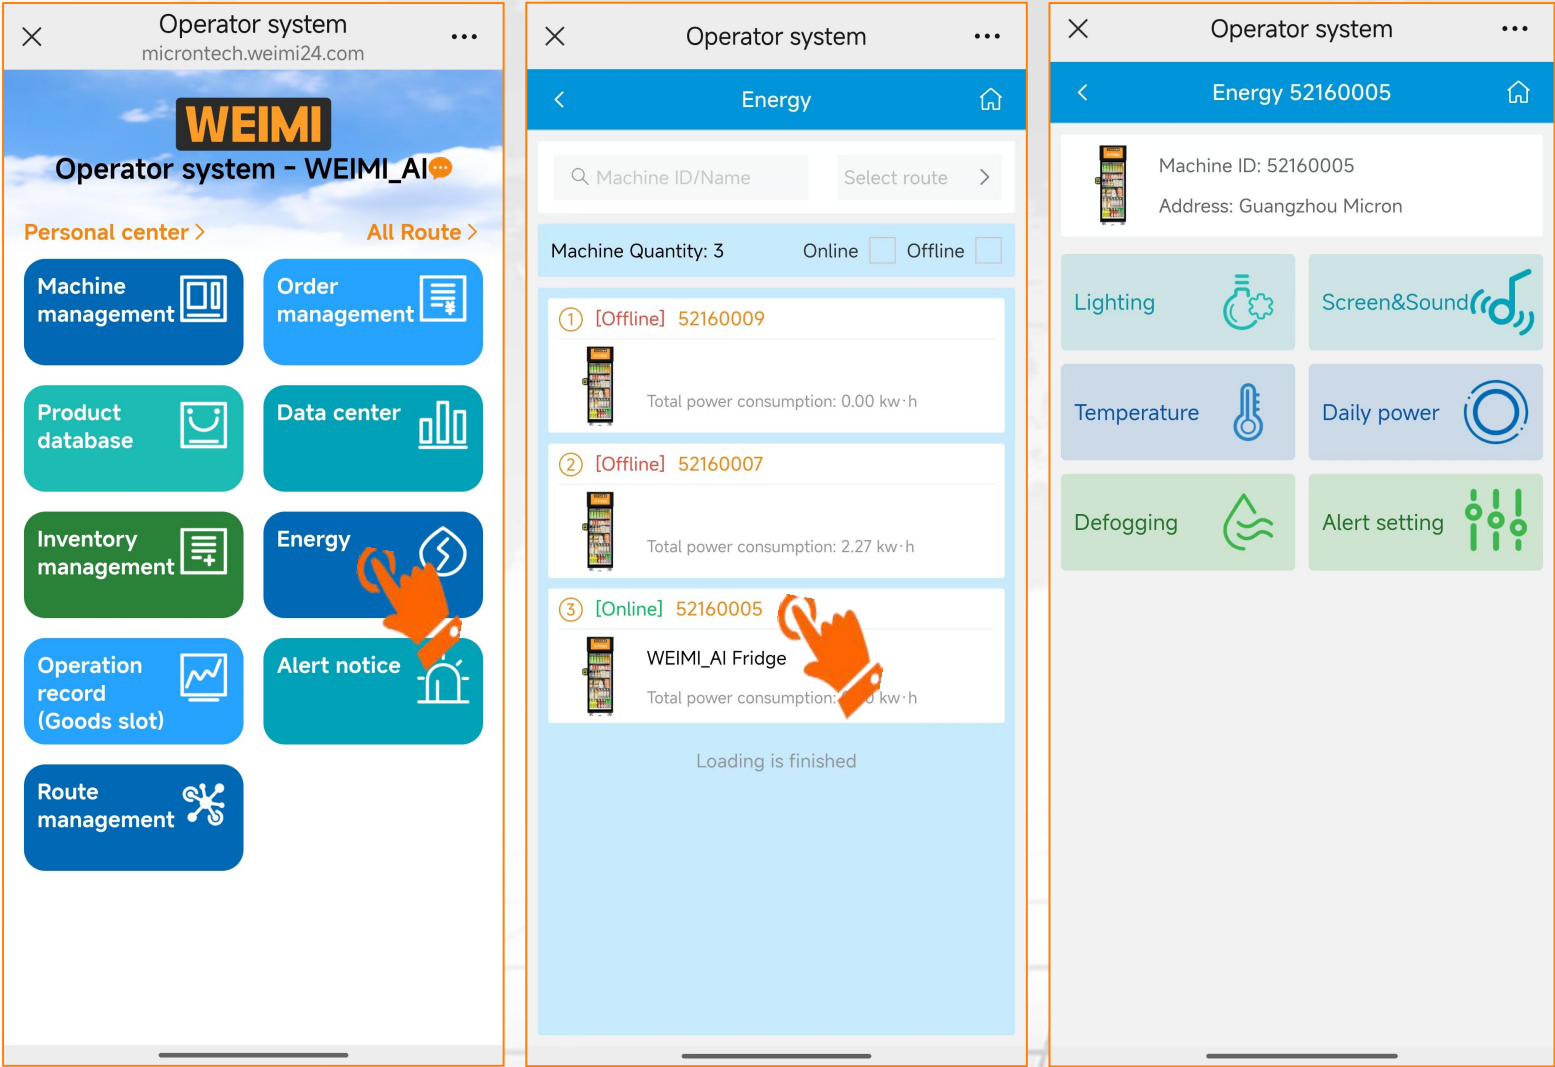 Operator system
microntech.weimi24.com
WEIMI
Operator system - WEIMI_AI
Personal center >
All Route >
Machine
management
Order
management
Product
database
Data center
Inventory
management
Energy
Operation
record
(Goods slot)
Alert notice
Route
management
Operator system
Energy
Machine ID/Name
Select route >
Machine Quantity: 3
Online
Offline
1 [Offline] 52160009
Total power consumption: 0.00 kw·h
2 [Offline] 52160007
Total power consumption: 2.27 kw·h
3 [Online] 52160005
WEIMI_AI Fridge
Total power consumption: kw·h
Loading is finished
Operator system
Energy 52160005
Machine ID: 52160005
Address: Guangzhou Micron
Lighting
Screen&Sound
Temperature
Daily power
Defogging
Alert setting